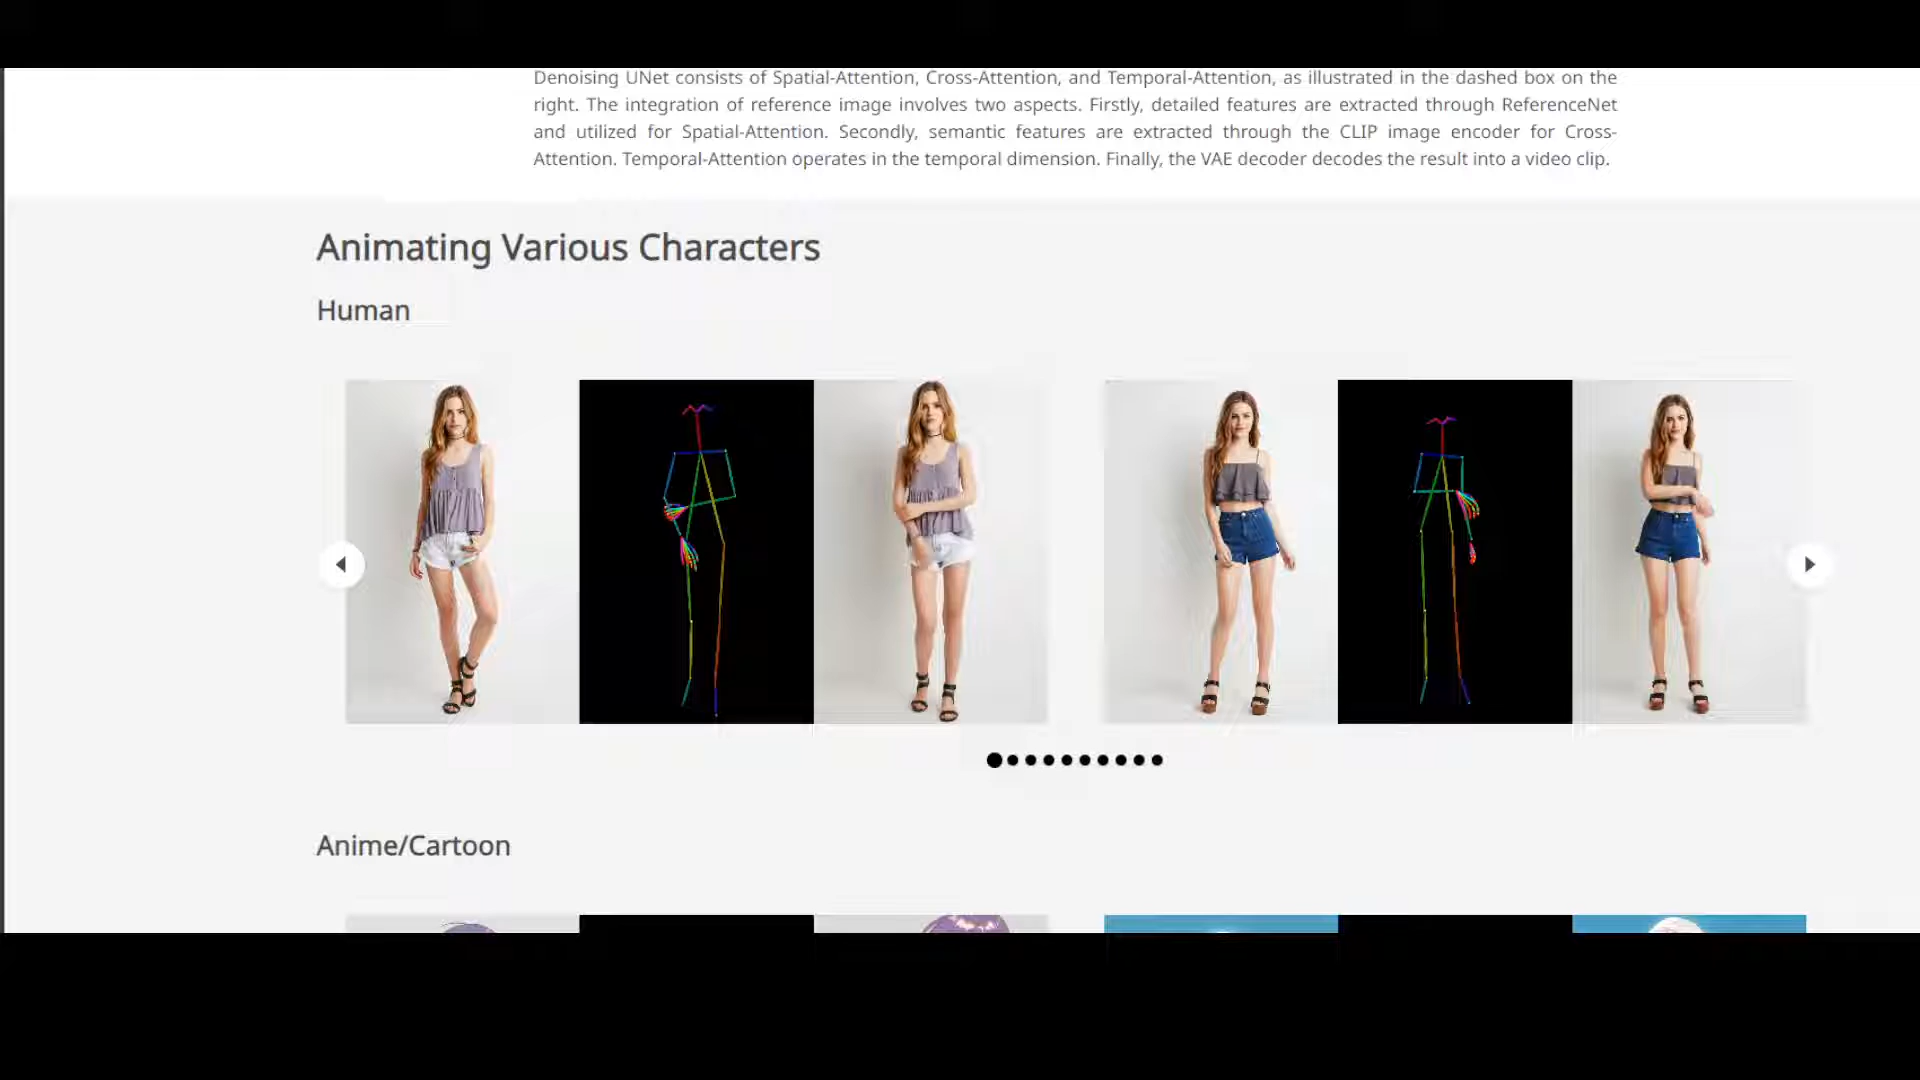 Denoising UNet consists of Spatial-Attention, Cross-Attention, and Temporal-Attention, as illustrated in the dashed box on the
right. The integration of reference image involves two aspects. Firstly, detailed features are extracted through ReferenceNet
and utilized for Spatial-Attention. Secondly, semantic features are extracted through the CLIP image encoder for Cross-
Attention. Temporal-Attention operates in the temporal dimension. Finally, the VAE decoder decodes the result into a video clip.
Animating Various Characters
Human
Anime/Cartoon